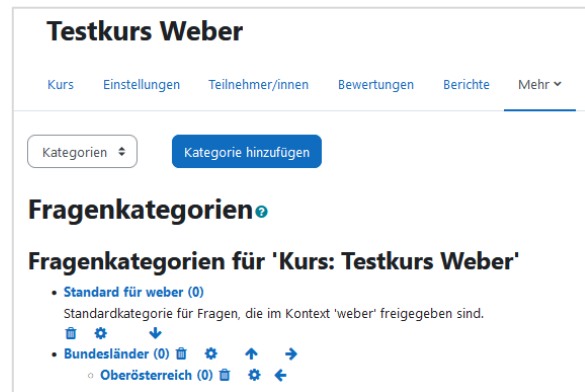 Testkurs Weber
Kurs Einstellungen Teilnehmer/innen Bewertungen Berichte Mehr
Kategorien Kategorie hinzufügen
Fragenkategorien
Fragenkategorien für 'Kurs: Testkurs Weber'
Standard für weber (0)
Standardkategorie für Fragen, die im Kontext 'weber' freigegeben sind.
Bundesländer (0)
Oberösterreich (0)